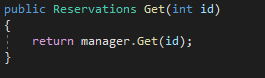 public Reservations Get(int id)
{
    return manager.Get(id);
}